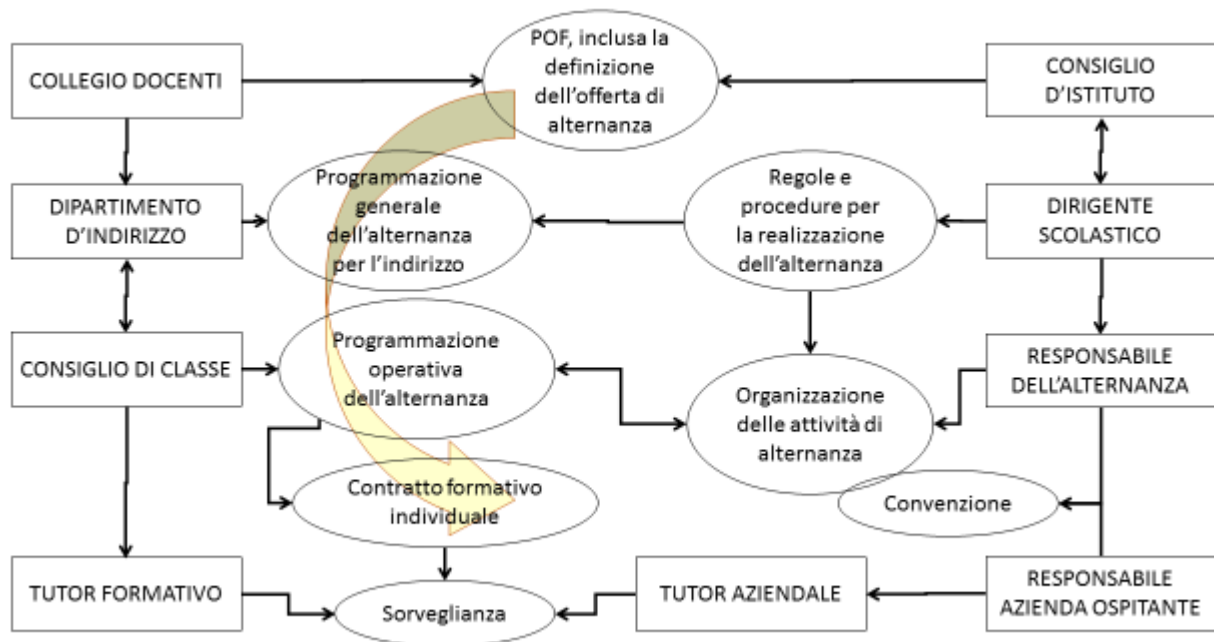 COLLEGIO DOCENTI
POF, inclusa la
definizione
dell'offerta di
alternanza
CONSIGLIO
D'ISTITUTO
DIPARTIMENTO
D'INDIRIZZO
Programmazione
generale
dell'alternanza
per l'indirizzo
Regole e
procedure per
la realizzazione
dell'alternanza
DIRIGENTE
SCOLASTICO
CONSIGLIO DI CLASSE
Programmazione
operativa
dell'alternanza
Organizzazione
delle attività di
alternanza
RESPONSABILE
DELL'ALTERNANZA
Contratto formativo
individuale
Convenzione
TUTOR FORMATIVO
Sorveglianza
TUTOR AZIENDALE
RESPONSABILE
AZIENDA OSPITANTE